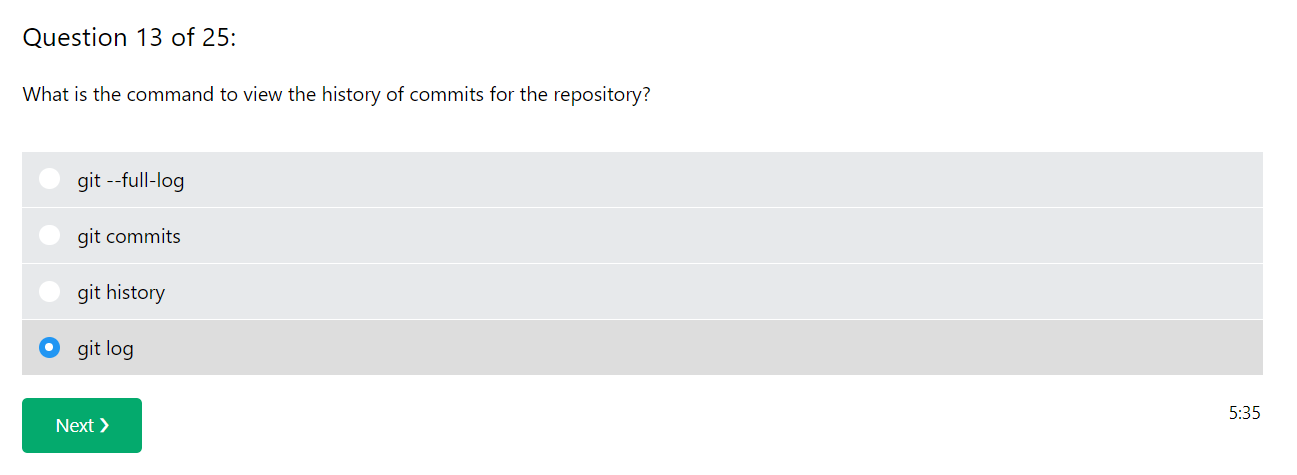 Question 13 of 25:
What is the command to view the history of commits for the repository?
git --full-log
git commits
git history
git log
Next ❯
5:35